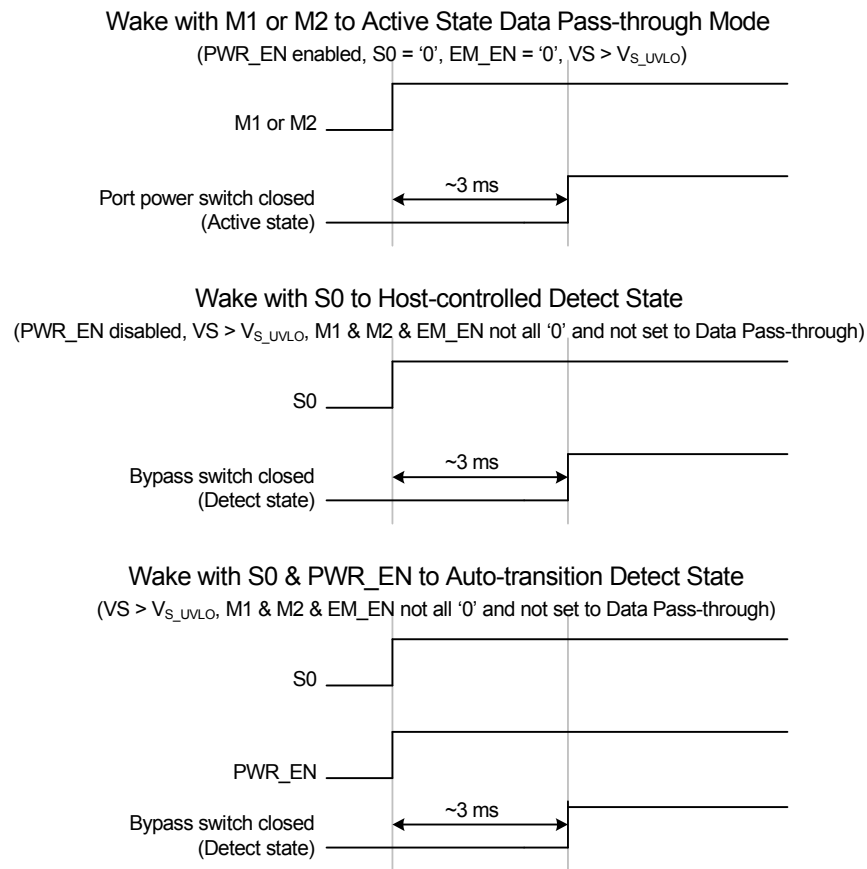 Wake with M1 or M2 to Active State Data Pass-through Mode
(PWR_EN enabled, S0 = ‘0’, EM_EN = ‘0’, VS > VS_UVLO)
M1 or M2
~3 ms
Port power switch closed
(Active state)
Wake with S0 to Host-controlled Detect State
(PWR_EN disabled, VS > VS_UVLO, M1 & M2 & EM_EN not all ‘0’ and not set to Data Pass-through)
S0
~3 ms
Bypass switch closed
(Detect state)
Wake with S0 & PWR_EN to Auto-transition Detect State
(VS > VS_UVLO, M1 & M2 & EM_EN not all ‘0’ and not set to Data Pass-through)
S0
PWR_EN
~3 ms
Bypass switch closed
(Detect state)